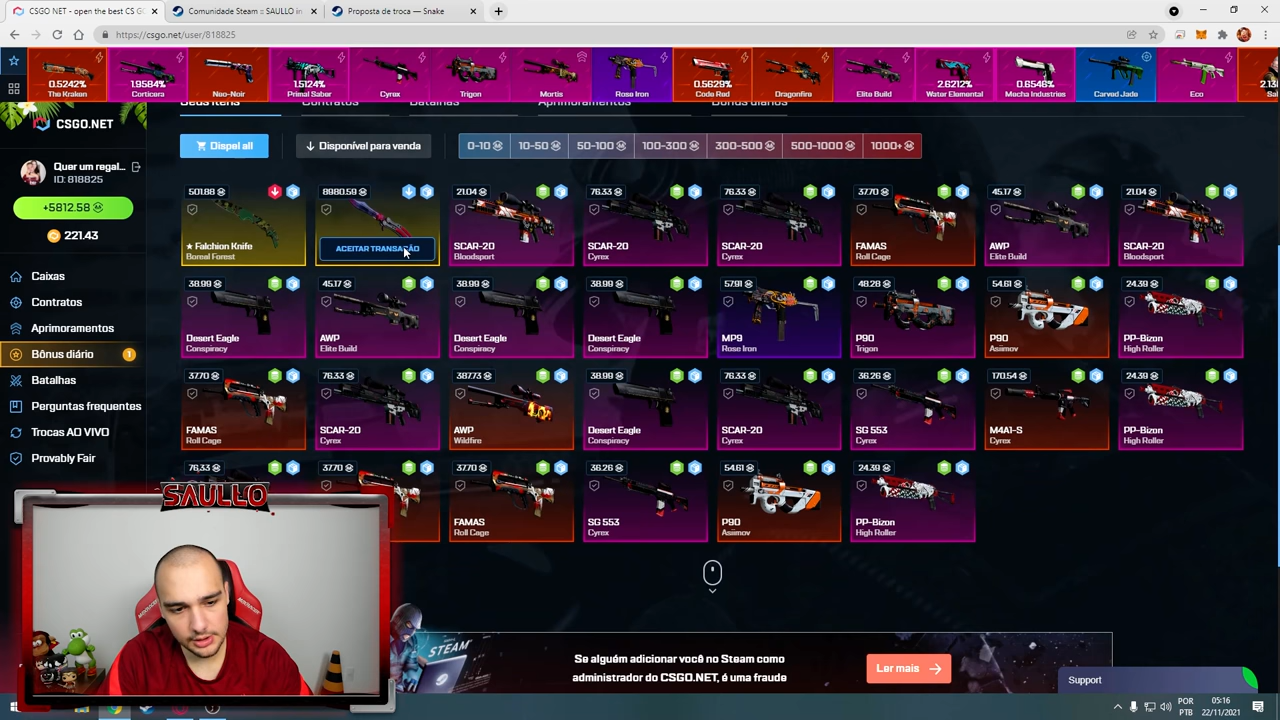 CSGO.NET - the best CS GO C
Comunidade Steam :: SAULLO in
Proposta de troca — Snake
https://csgo.net/user/818825
0.5242%
The Kraken
1.9584%
Corticera
Neo-Noir
1.5124%
Primal Saber
Cyrex
Trigon
Mortis
Rose Iron
0.5629%
Code Red
Dragonfire
Elite Build
2.6212%
Water Elemental
0.6546%
Mecha Industries
Carved Jade
Eco
CSGO.NET
Seus itens
Contratos
Batalhas
Aprimoramentos
Bônus diários
Dispel all
Disponível para venda
0-10
10-50
50-100
100-300
300-500
500-1000
1000+
Quer um regal...
ID: 818825
+5812.58
221.43
Caixas
Contratos
Aprimoramentos
Bônus diário 1
Batalhas
Perguntas frequentes
Trocas AO VIVO
Provably Fair
501.88
★ Falchion Knife
Boreal Forest
8980.59
ACEITAR TRANSAÇÃO
21.04
SCAR-20
Bloodsport
76.33
SCAR-20
Cyrex
76.33
SCAR-20
Cyrex
37.70
FAMAS
Roll Cage
45.17
AWP
Elite Build
21.04
SCAR-20
Bloodsport
38.99
Desert Eagle
Conspiracy
45.17
AWP
Elite Build
38.99
Desert Eagle
Conspiracy
38.99
Desert Eagle
Conspiracy
57.91
MP9
Rose Iron
48.28
P90
Trigon
54.61
P90
Asiimov
24.39
PP-Bizon
High Roller
37.70
FAMAS
Roll Cage
76.33
SCAR-20
Cyrex
387.73
AWP
Wildfire
38.99
Desert Eagle
Conspiracy
76.33
SCAR-20
Cyrex
36.26
SG 553
Cyrex
170.54
M4A1-S
Cyrex
24.39
PP-Bizon
High Roller
76.33
37.70
37.70
FAMAS
Roll Cage
36.26
SG 553
Cyrex
54.61
P90
Asiimov
24.39
PP-Bizon
High Roller
SAULLO
STEAM
Se alguém adicionar você no Steam como
administrador do CSGO.NET, é uma fraude
Ler mais
Support
POR
PTB
05:16
22/11/2021